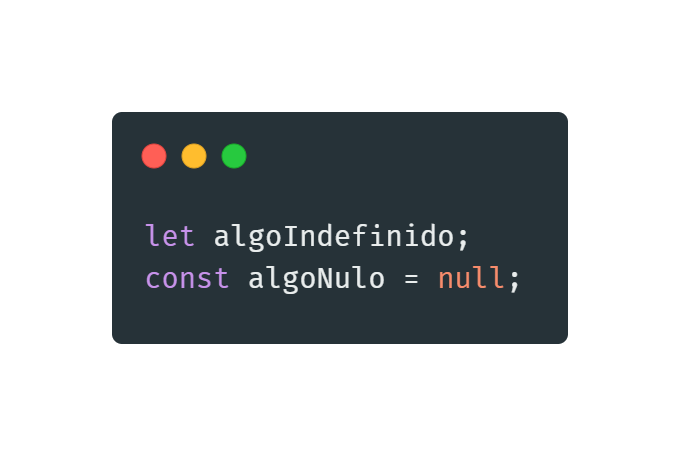 let algoIndefinido;
const algoNulo = null;